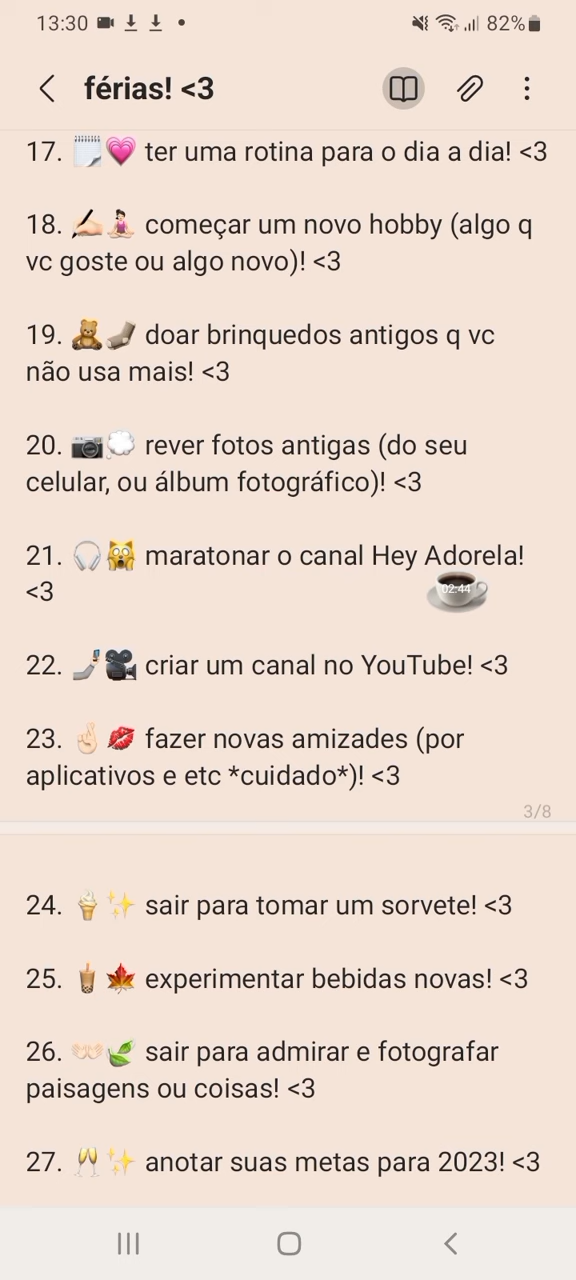 13:30
82%
férias! <3
17. 🗒️💗 ter uma rotina para o dia a dia! <3
18. ✍🏻🧘🏻‍♀️ começar um novo hobby (algo q
vc goste ou algo novo)! <3
19. 🧸🧦 doar brinquedos antigos q vc
não usa mais! <3
20. 📷💭 rever fotos antigas (do seu
celular, ou álbum fotográfico)! <3
21. 🎧🙀 maratonar o canal Hey Adorela!
<3
02:44
22. 🤳🏻🎥 criar um canal no YouTube! <3
23. 🤞🏻💋 fazer novas amizades (por
aplicativos e etc *cuidado*)! <3
3/8
24. 🍦✨ sair para tomar um sorvete! <3
25. 🧋🍁 experimentar bebidas novas! <3
26. 👐🏻🍃 sair para admirar e fotografar
paisagens ou coisas! <3
27. 🥂✨ anotar suas metas para 2023! <3